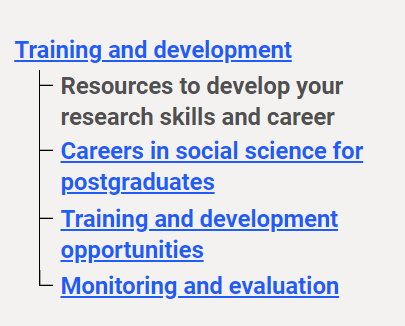 Training and development
Resources to develop your
research skills and career
Careers in social science for
postgraduates
Training and development
opportunities
Monitoring and evaluation